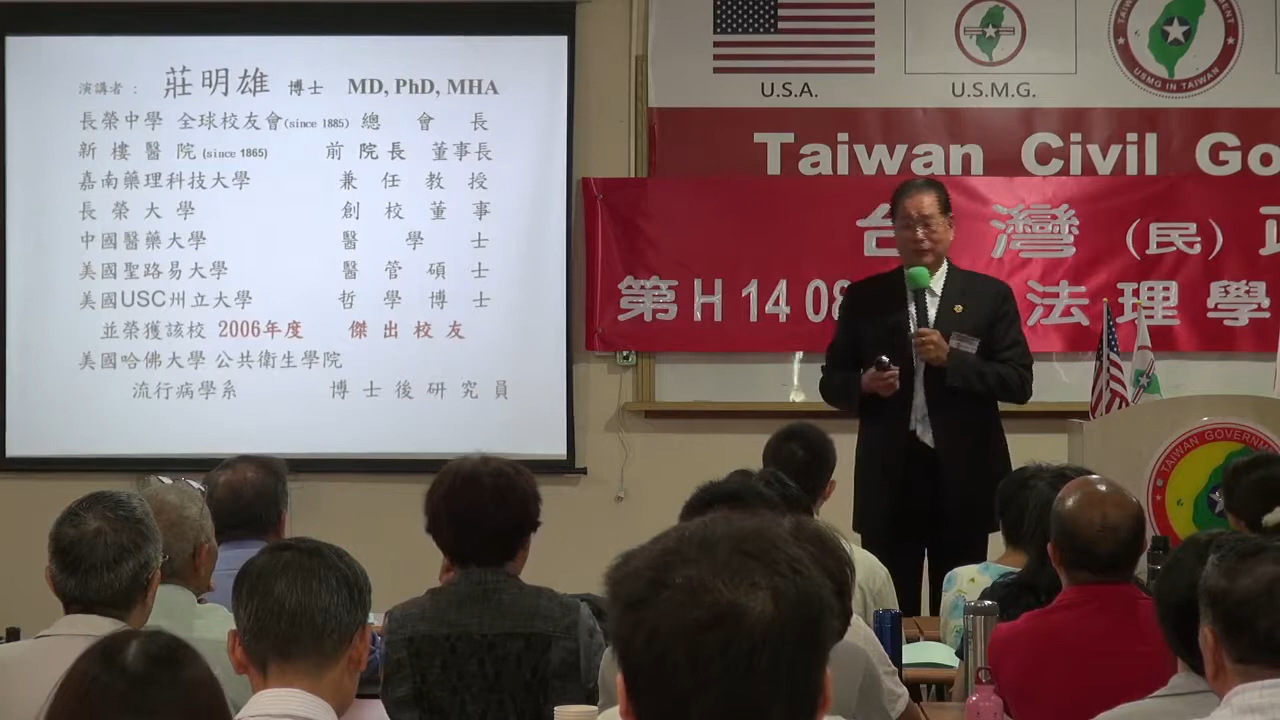 演講者 : 莊明雄 博士 MD, PhD, MHA
長榮中學 全球校友會(since 1885) 總 會 長
新 樓 醫 院 (since 1865) 前 院 長 董事長
嘉南藥理科技大學 兼 任 教 授
長 榮 大 學 創 校 董 事
中國醫藥大學 醫 學 士
美國聖路易大學 醫 管 碩 士
美國USC州立大學 哲 學 博 士
並榮獲該校 2006年度 傑 出 校 友
美國哈佛大學 公共衛生學院
流行病學系 博 士 後 研 究 員
U.S.A.
U.S.M.G.
USMG IN TAIWAN
Taiwan Civil Go
台 灣 (民)
第 H 14 08 法 理 學
TAIWAN GOVERNM